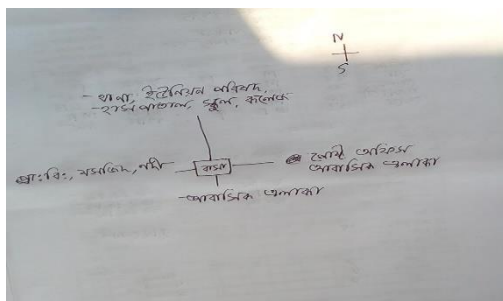 N
S
- থানা, ইউনিয়ন পরিষদ,
- হাসপাতাল, স্কুল, কলেজ
প্রাঃবিঃ, মসজিদ, নদী
বাসা
পোষ্ট অফিস
আবাসিক এলাকা
- আবাসিক এলাকা